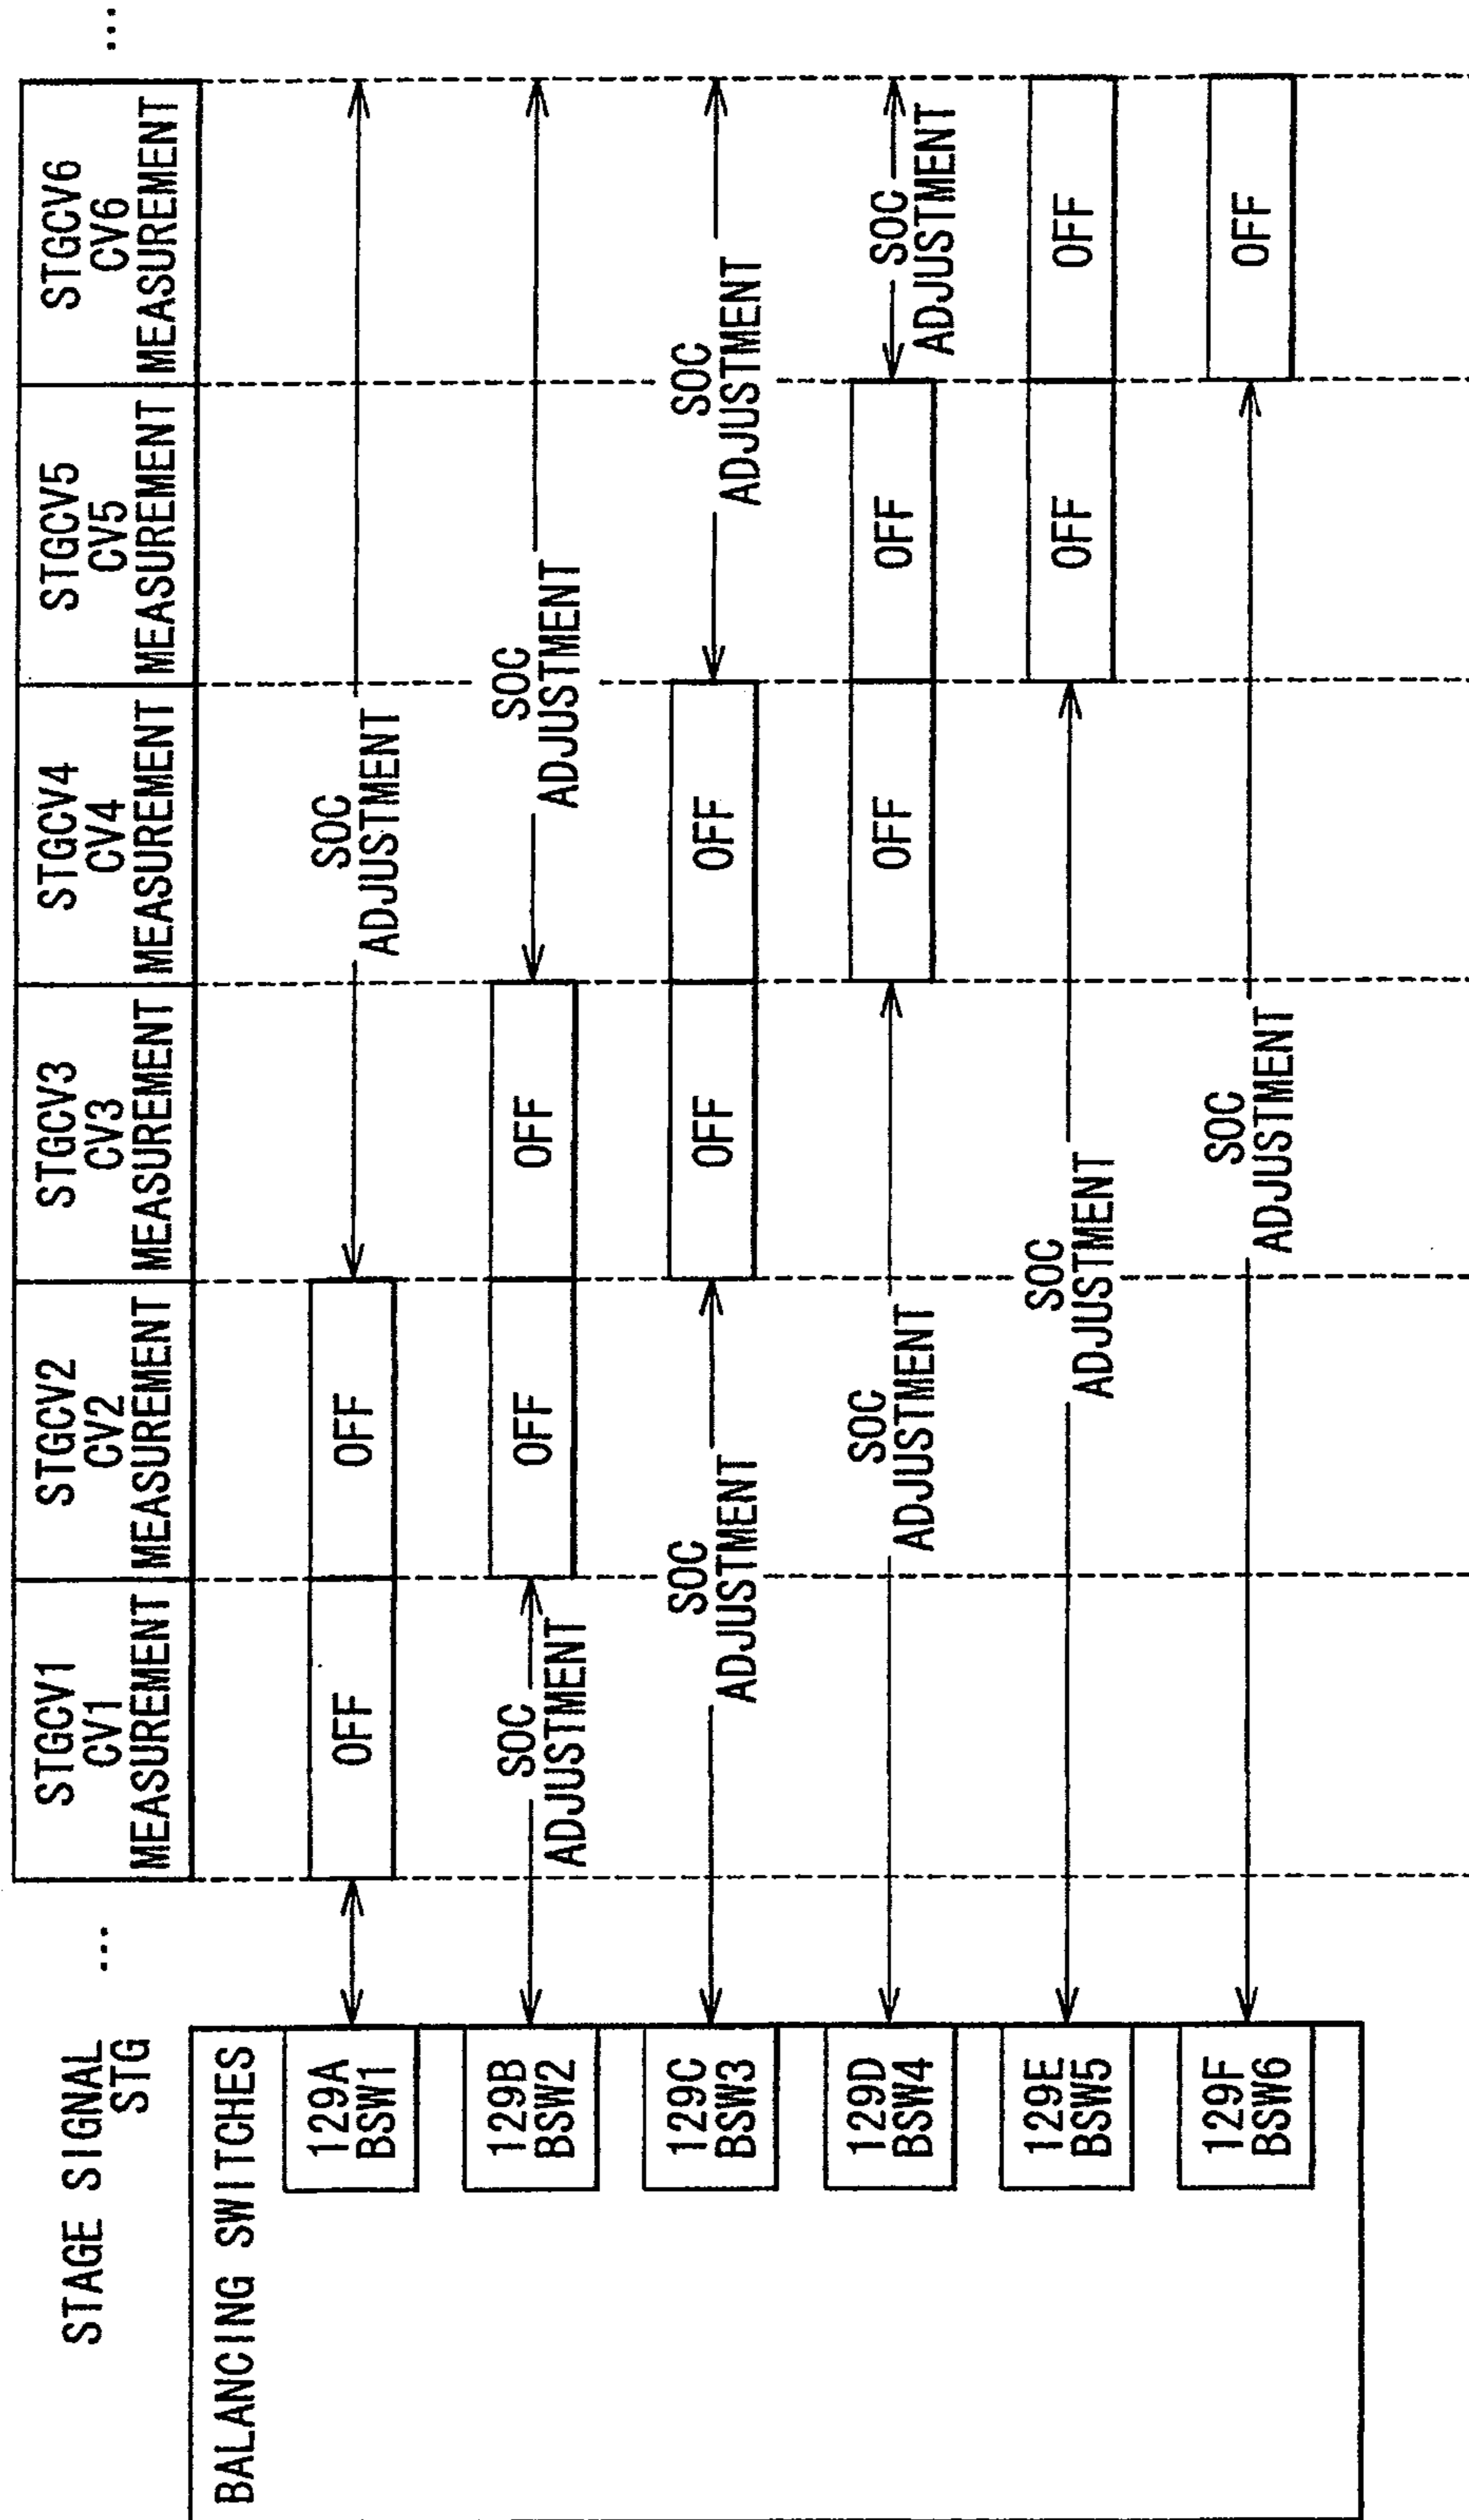 STAGE SIGNAL
STG
...
STGCV1
CV1
MEASUREMENT
STGCV2
CV2
MEASUREMENT
STGCV3
CV3
MEASUREMENT
STGCV4
CV4
MEASUREMENT
STGCV5
CV5
MEASUREMENT
STGCV6
CV6
MEASUREMENT
...
BALANCING SWITCHES
129A
BSW1
OFF
OFF
SOC
ADJUSTMENT
129B
BSW2
SOC
ADJUSTMENT
OFF
OFF
SOC
ADJUSTMENT
129C
BSW3
SOC
ADJUSTMENT
OFF
OFF
SOC
ADJUSTMENT
129D
BSW4
SOC
ADJUSTMENT
OFF
OFF
SOC
ADJUSTMENT
129E
BSW5
SOC
ADJUSTMENT
OFF
OFF
129F
BSW6
SOC
ADJUSTMENT
OFF